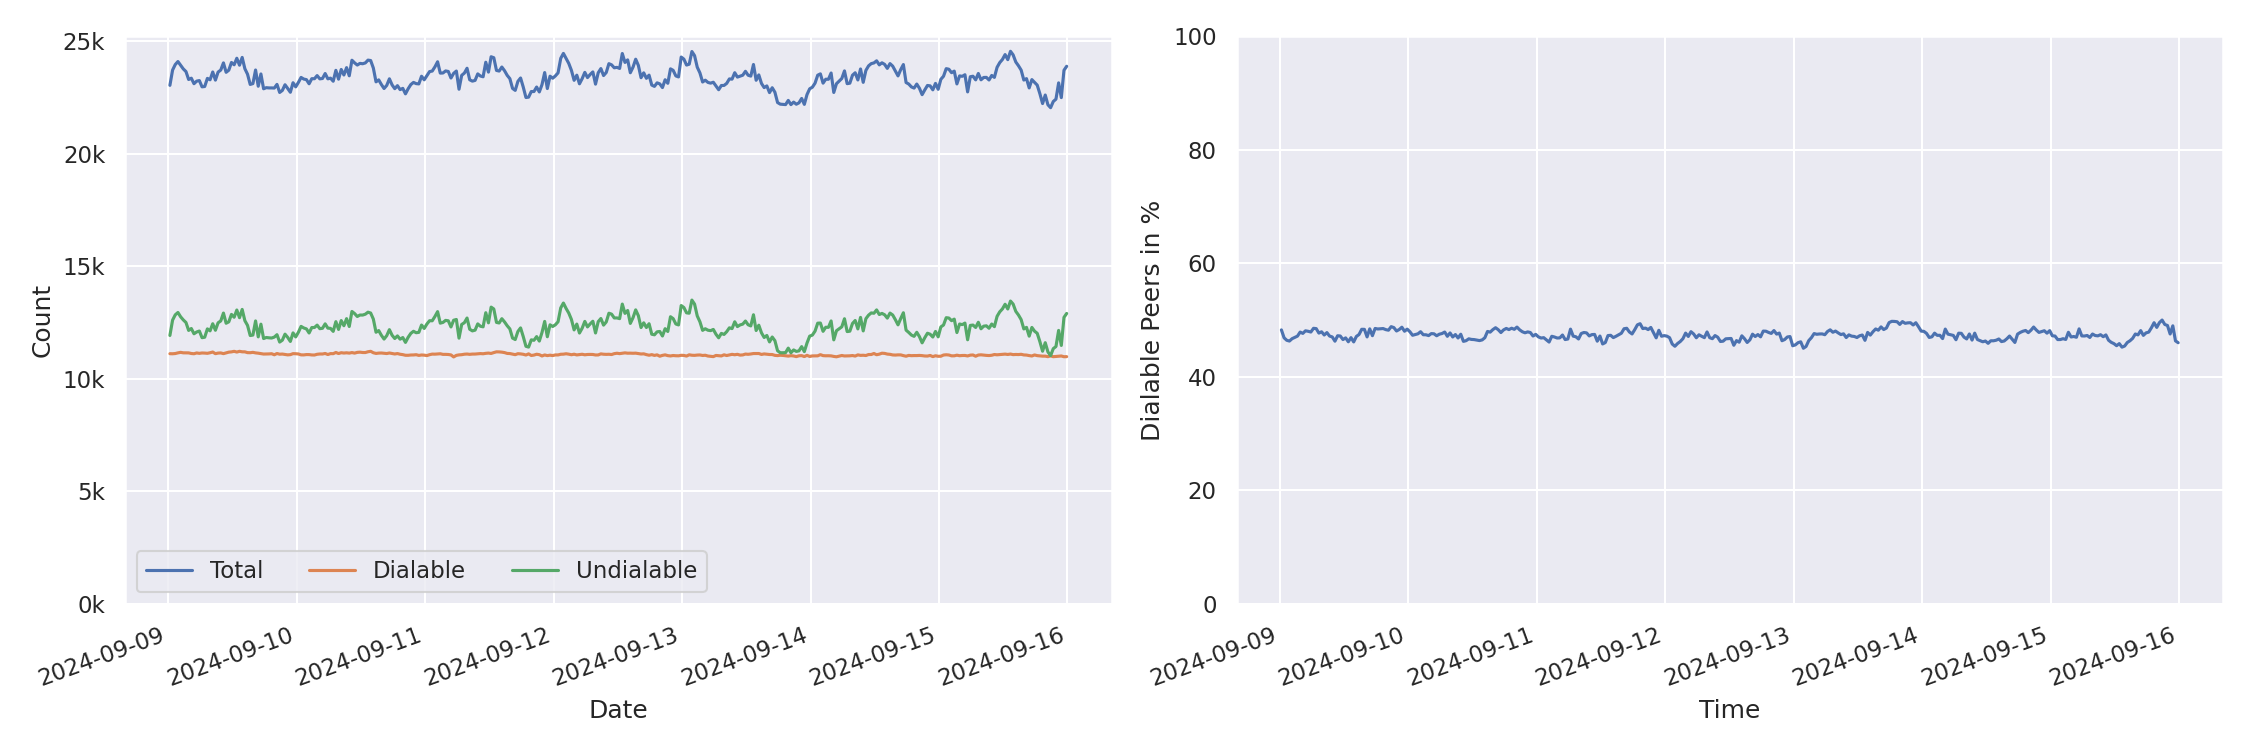 25k
20k
15k
10k
5k
0k
Count
Total
Dialable
Undialable
2024-09-09
2024-09-10
2024-09-11
2024-09-12
2024-09-13
2024-09-14
2024-09-15
2024-09-16
Date
100
80
60
40
20
0
Dialable Peers in %
2024-09-09
2024-09-10
2024-09-11
2024-09-12
2024-09-13
2024-09-14
2024-09-15
2024-09-16
Time